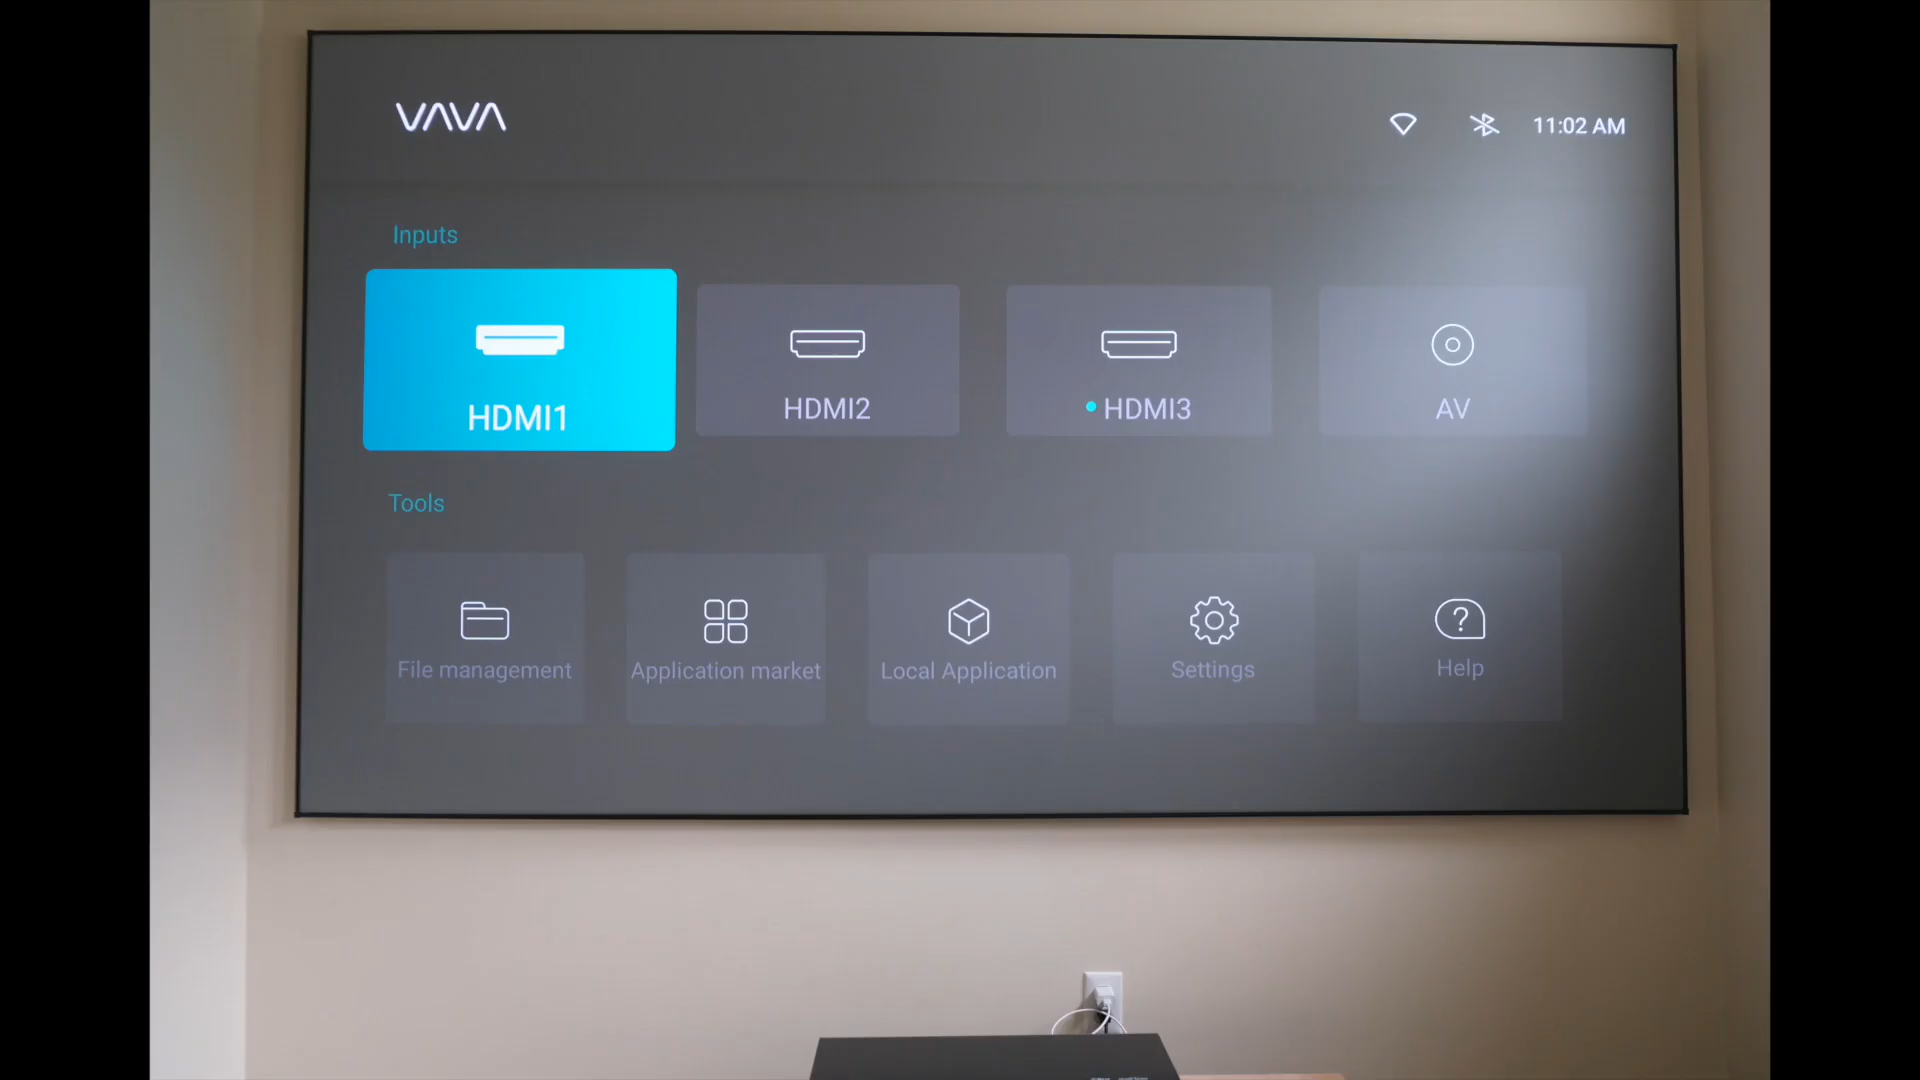 VAVA
11:02 AM
Inputs
HDMI1
HDMI2
HDMI3
AV
Tools
File management
Application market
Local Application
Settings
? Help